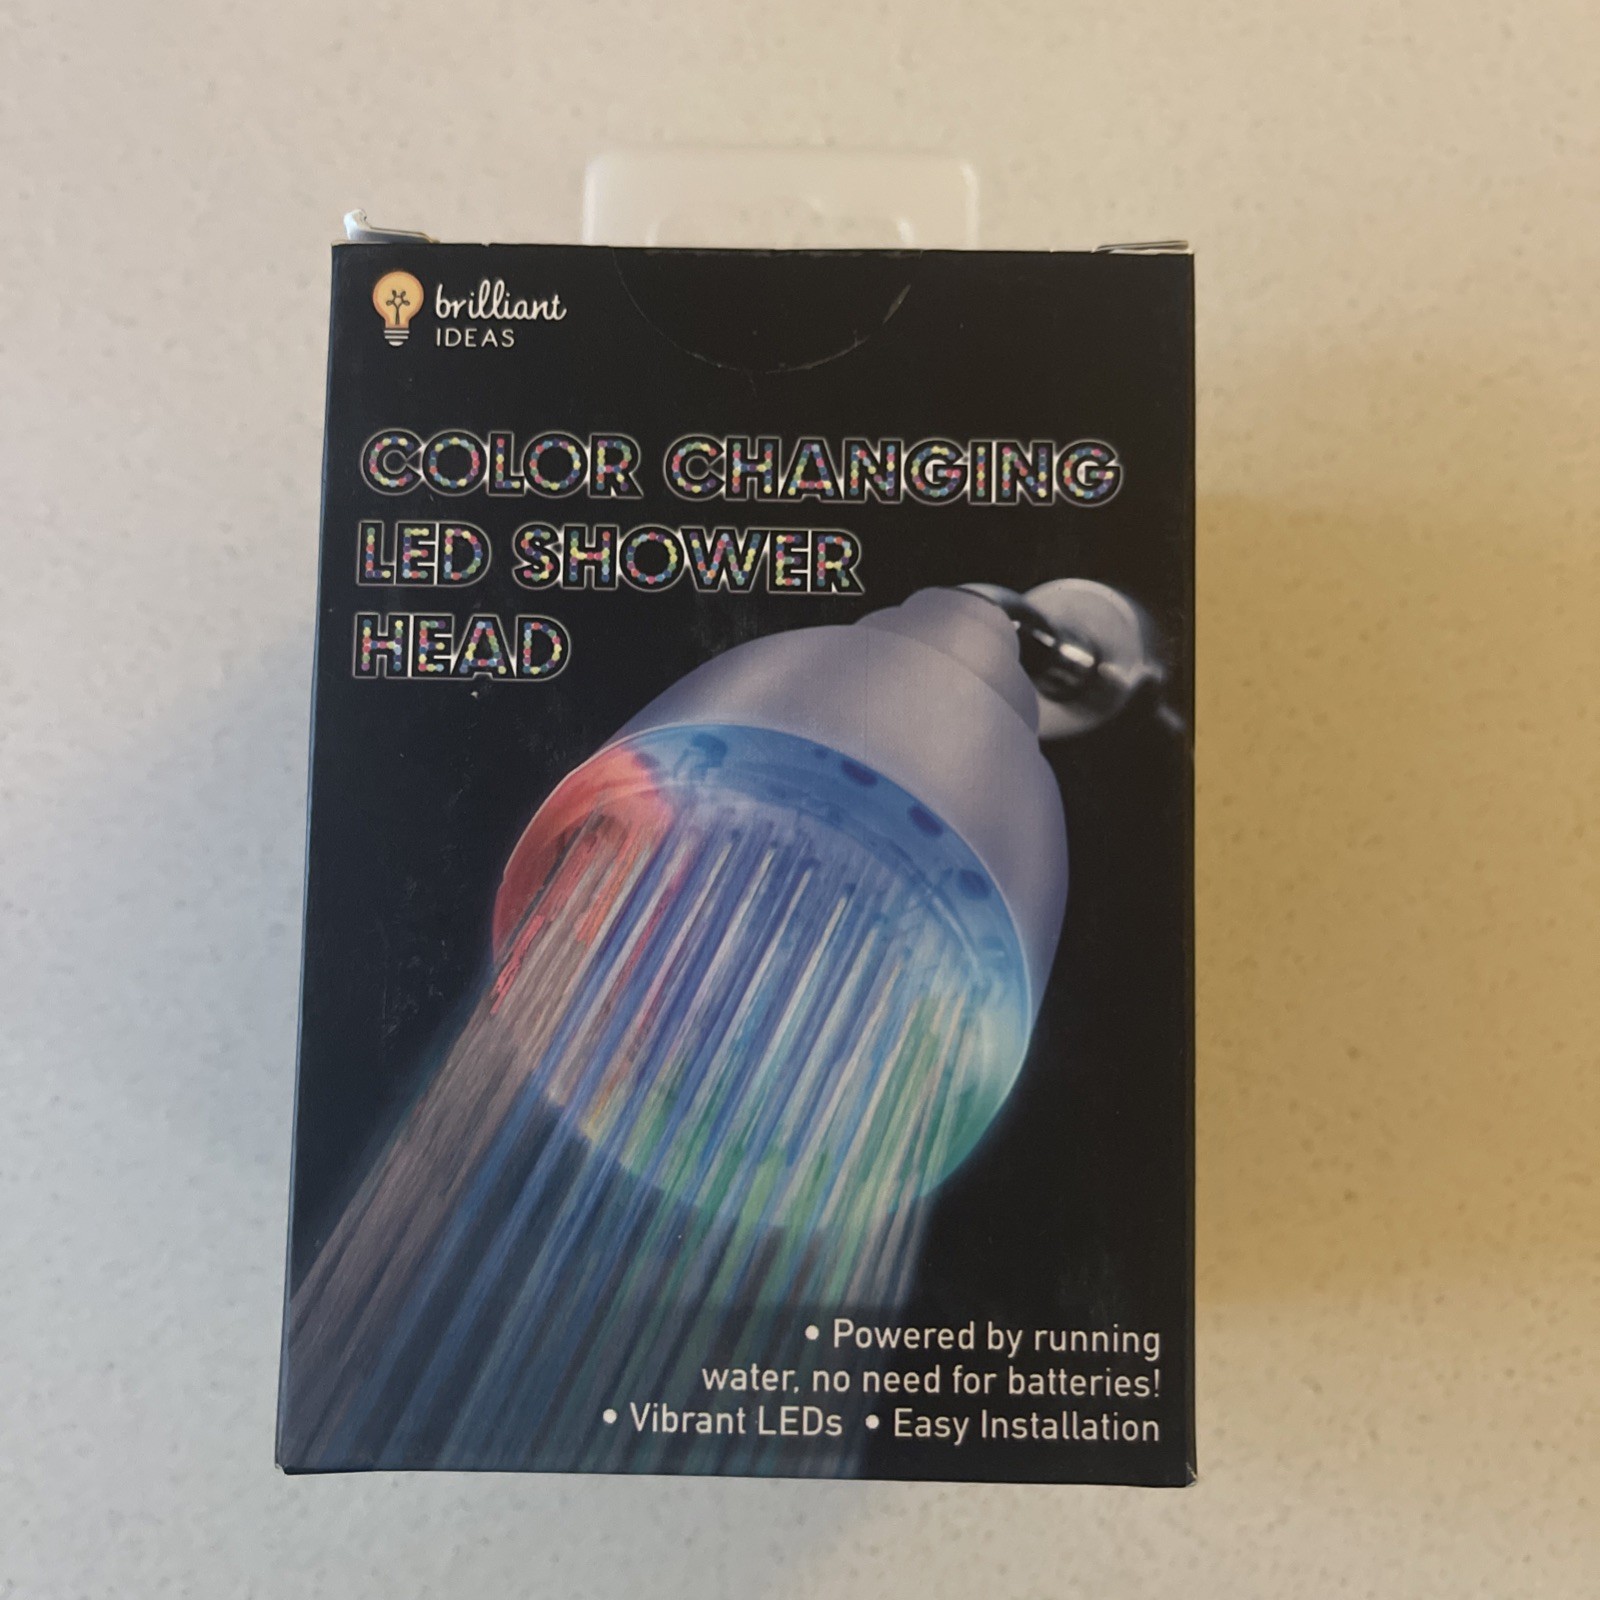 brilliant
IDEAS
COLOR CHANGING
LED SHOWER
HEAD
• Powered by running
water, no need for batteries!
• Vibrant LEDs • Easy Installation